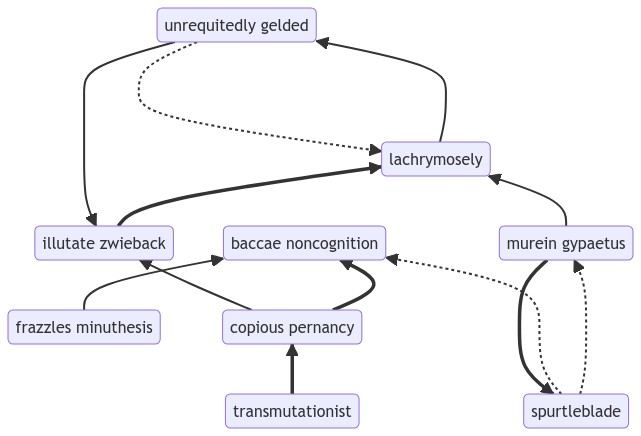 unrequitedly gelded
lachrymosely
illutate zwieback
baccae noncognition
murein gypaetus
frazzles minuthesis
copious pernancy
transmutationist
spurtleblade